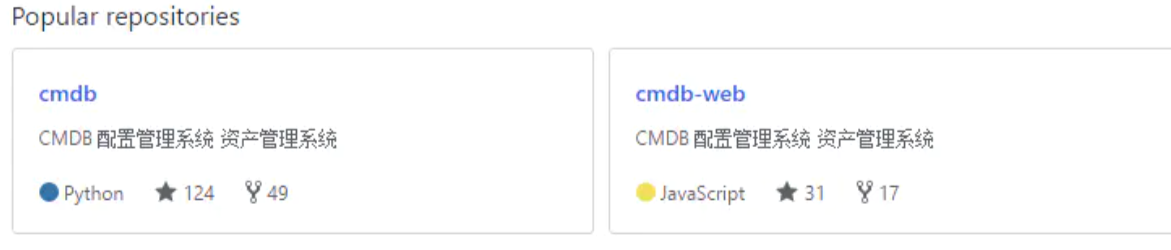 Popular repositories
cmdb
CMDB 配置管理系统 资产管理系统
Python 124 49
cmdb-web
CMDB 配置管理系统 资产管理系统
JavaScript 31 17